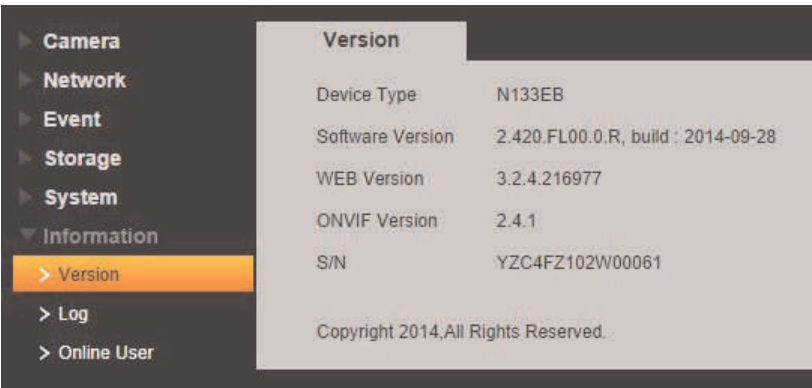 Camera
Network
Event
Storage
System
Information
Version
Log
Online User
Version
Device Type N133EB
Software Version 2.420.FL00.0.R, build : 2014-09-28
WEB Version 3.2.4.216977
ONVIF Version 2.4.1
S/N YZC4FZ102W00061
Copyright 2014,All Rights Reserved.